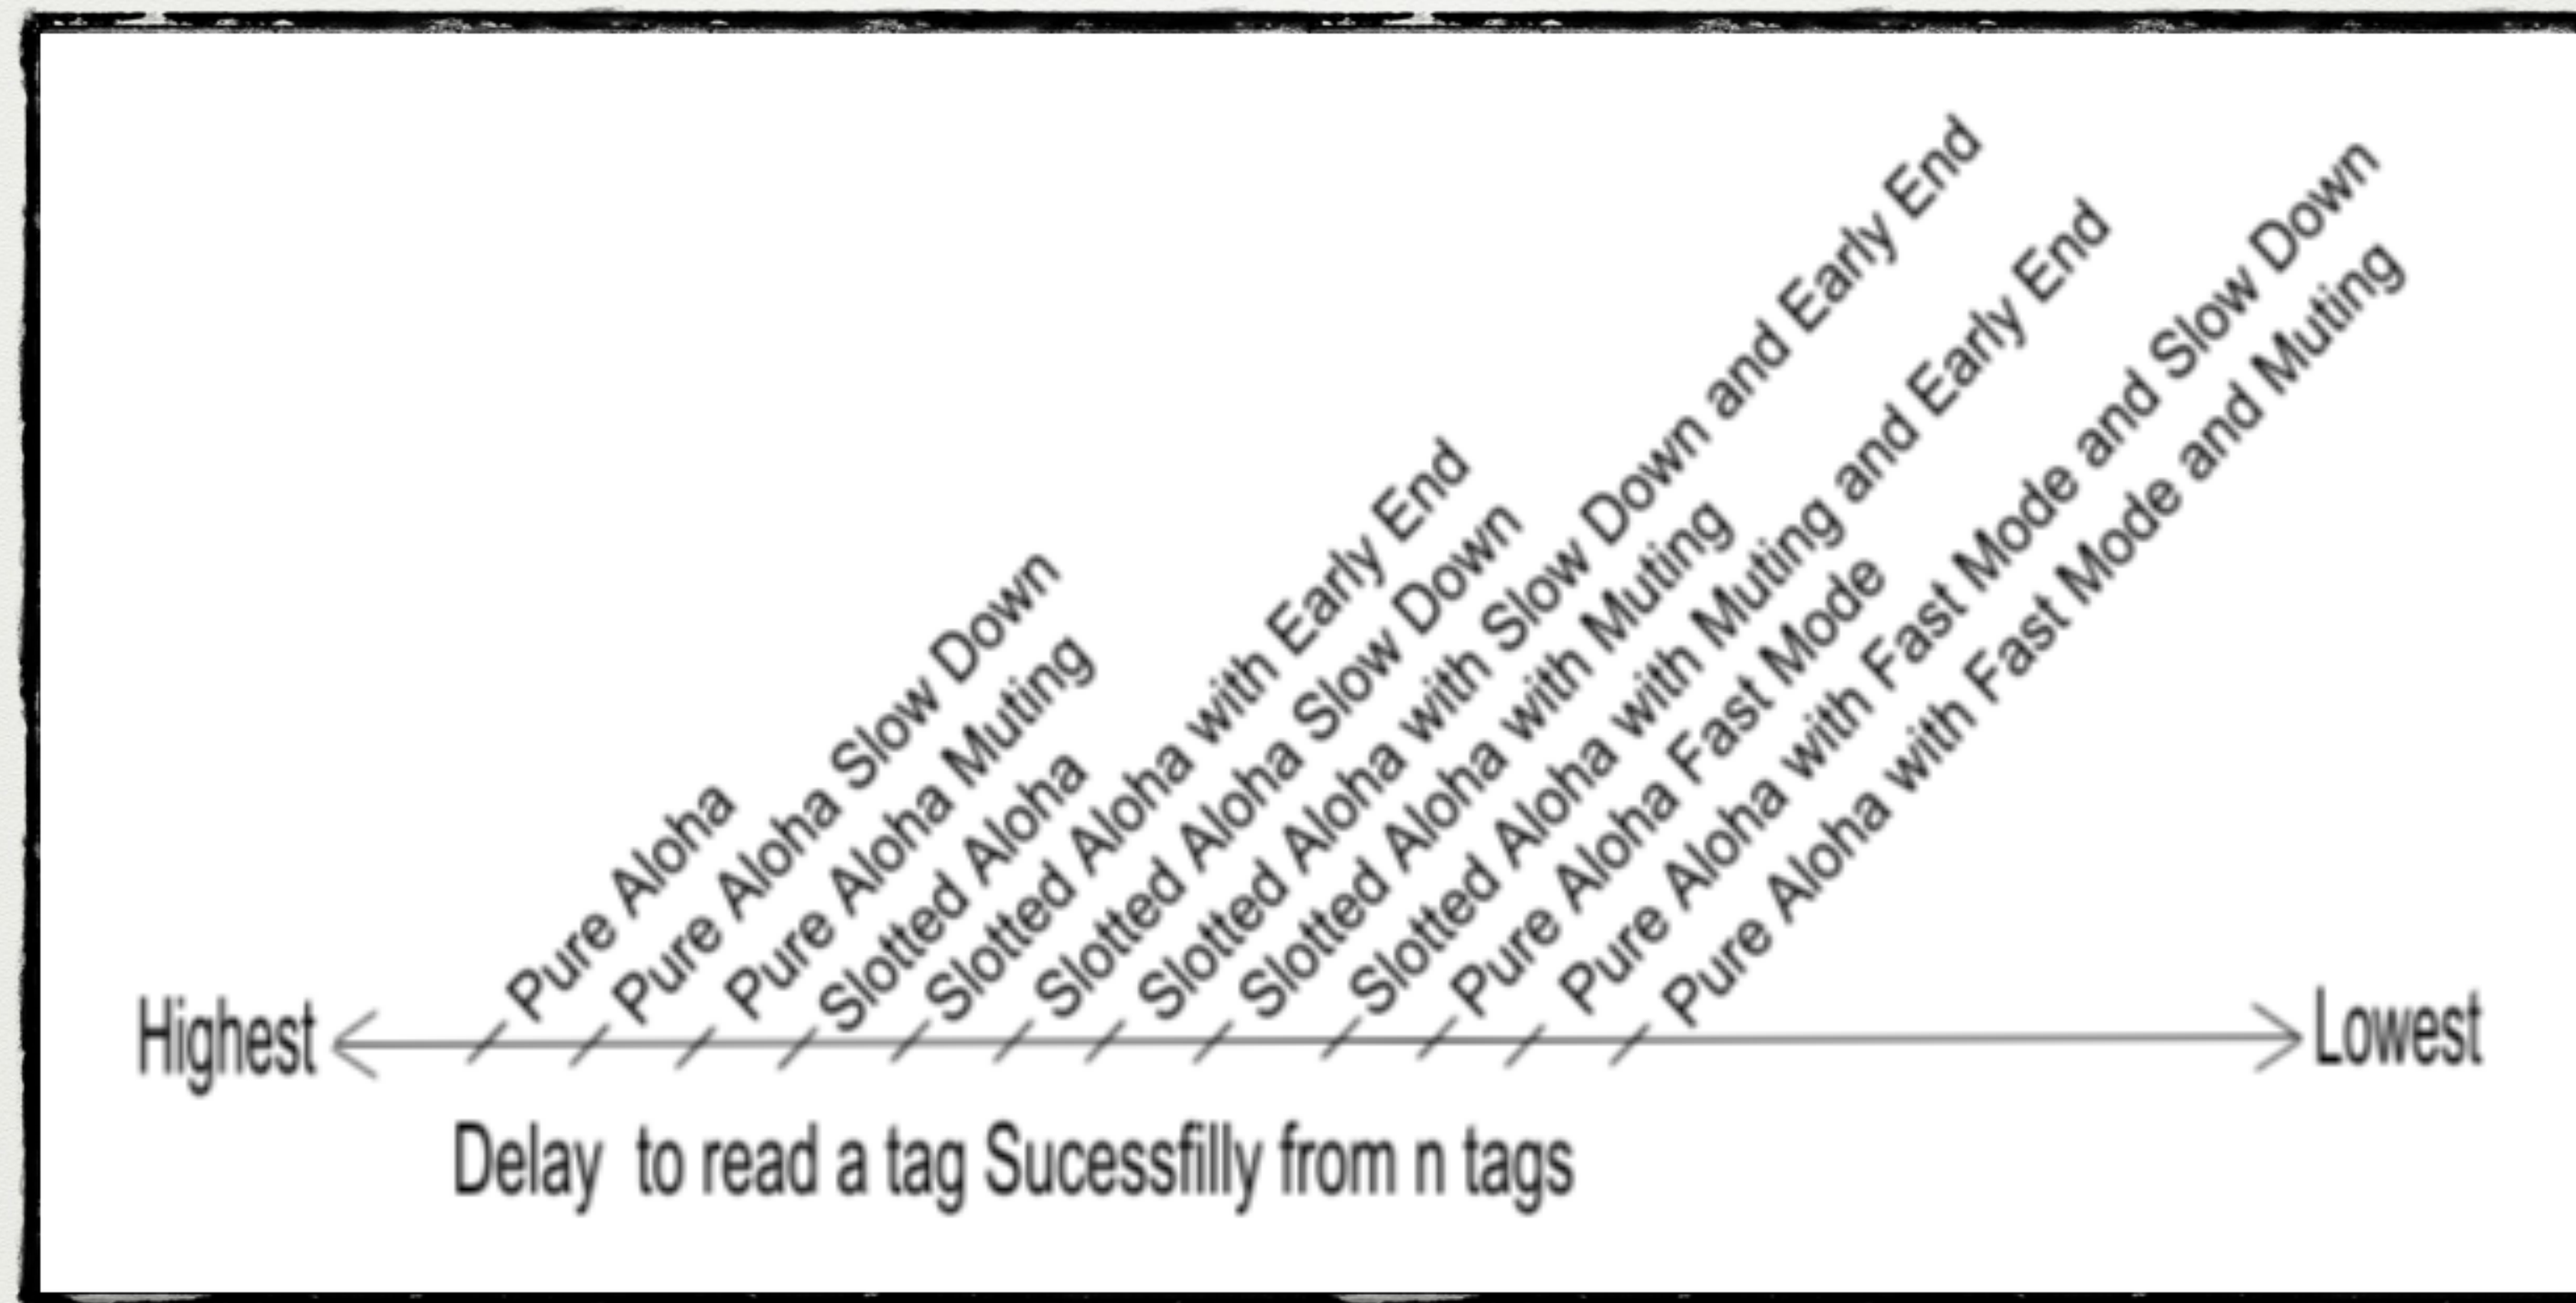 Pure Aloha
Pure Aloha Slow Down
Pure Aloha Muting
Slotted Aloha
Slotted Aloha with Early End
Slotted Aloha Slow Down
Slotted Aloha with Slow Down and Early End
Slotted Aloha with Muting
Slotted Aloha with Muting and Early End
Pure Aloha Fast Mode
Pure Aloha with Fast Mode and Slow Down
Pure Aloha with Fast Mode and Muting
Highest
Lowest
Delay to read a tag Sucessfilly from n tags